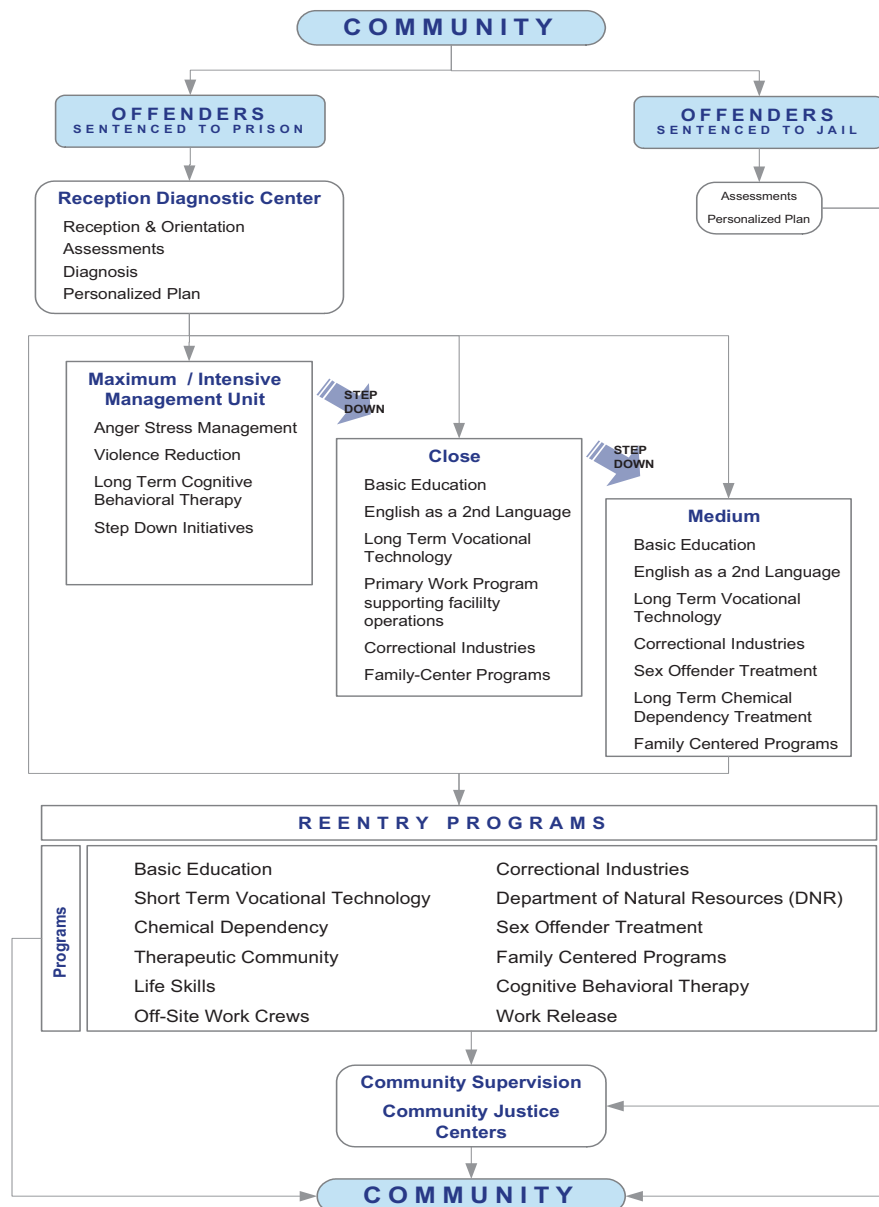 COMMUNITY
OFFENDERS
SENTENCED TO PRISON
OFFENDERS
SENTENCED TO JAIL
Reception Diagnostic Center
Reception & Orientation
Assessments
Diagnosis
Personalized Plan
Assessments
Personalized Plan
Maximum / Intensive
Management Unit
Anger Stress Management
Violence Reduction
Long Term Cognitive
Behavioral Therapy
Step Down Initiatives
STEP
DOWN
Close
Basic Education
English as a 2nd Language
Long Term Vocational
Technology
Primary Work Program
supporting facililty
operations
Correctional Industries
Family-Center Programs
STEP
DOWN
Medium
Basic Education
English as a 2nd Language
Long Term Vocational
Technology
Correctional Industries
Sex Offender Treatment
Long Term Chemical
Dependency Treatment
Family Centered Programs
REENTRY PROGRAMS
Programs
Basic Education
Short Term Vocational Technology
Chemical Dependency
Therapeutic Community
Life Skills
Off-Site Work Crews
Correctional Industries
Department of Natural Resources (DNR)
Sex Offender Treatment
Family Centered Programs
Cognitive Behavioral Therapy
Work Release
Community Supervision
Community Justice
Centers
COMMUNITY